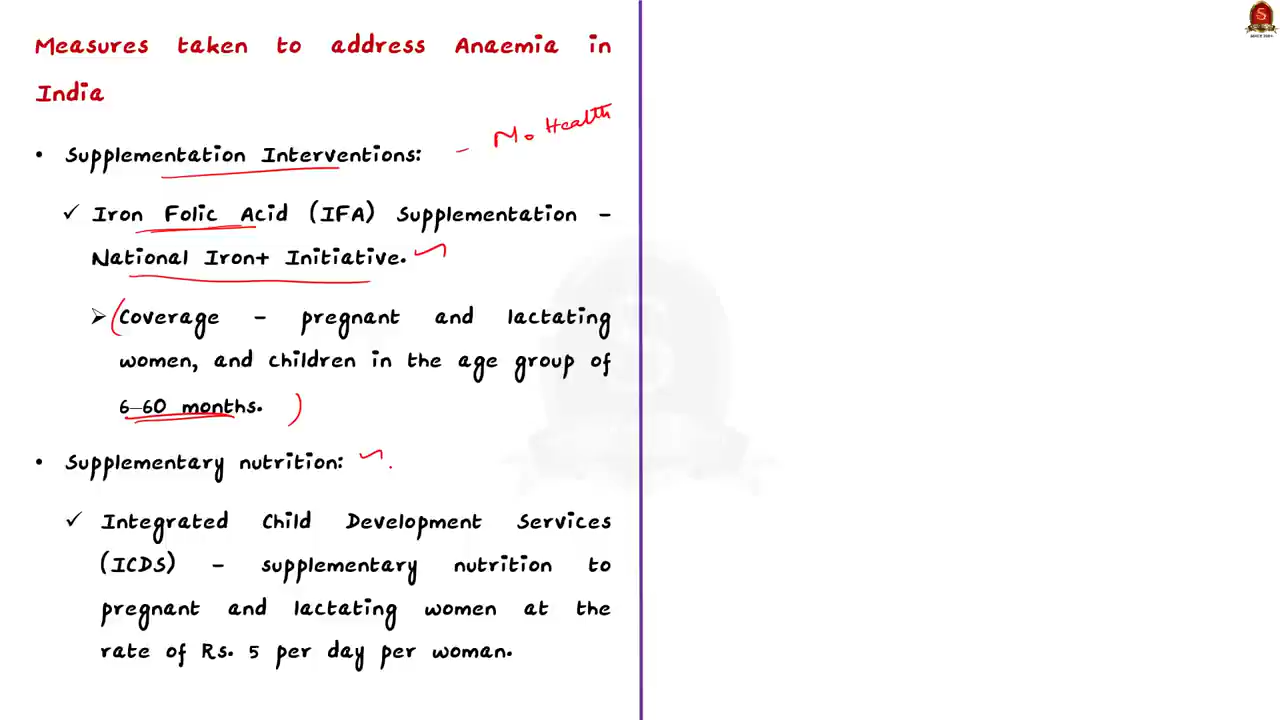 Measures taken to address Anaemia in
India
• Supplementation Interventions: - M. Health
✓ Iron Folic Acid (IFA) Supplementation -
National Iron+ Initiative.
➢ Coverage - pregnant and lactating
women, and children in the age group of
6-60 months.
• Supplementary nutrition:
✓ Integrated Child Development Services
(ICDS) - supplementary nutrition to
pregnant and lactating women at the
rate of Rs. 5 per day per woman.